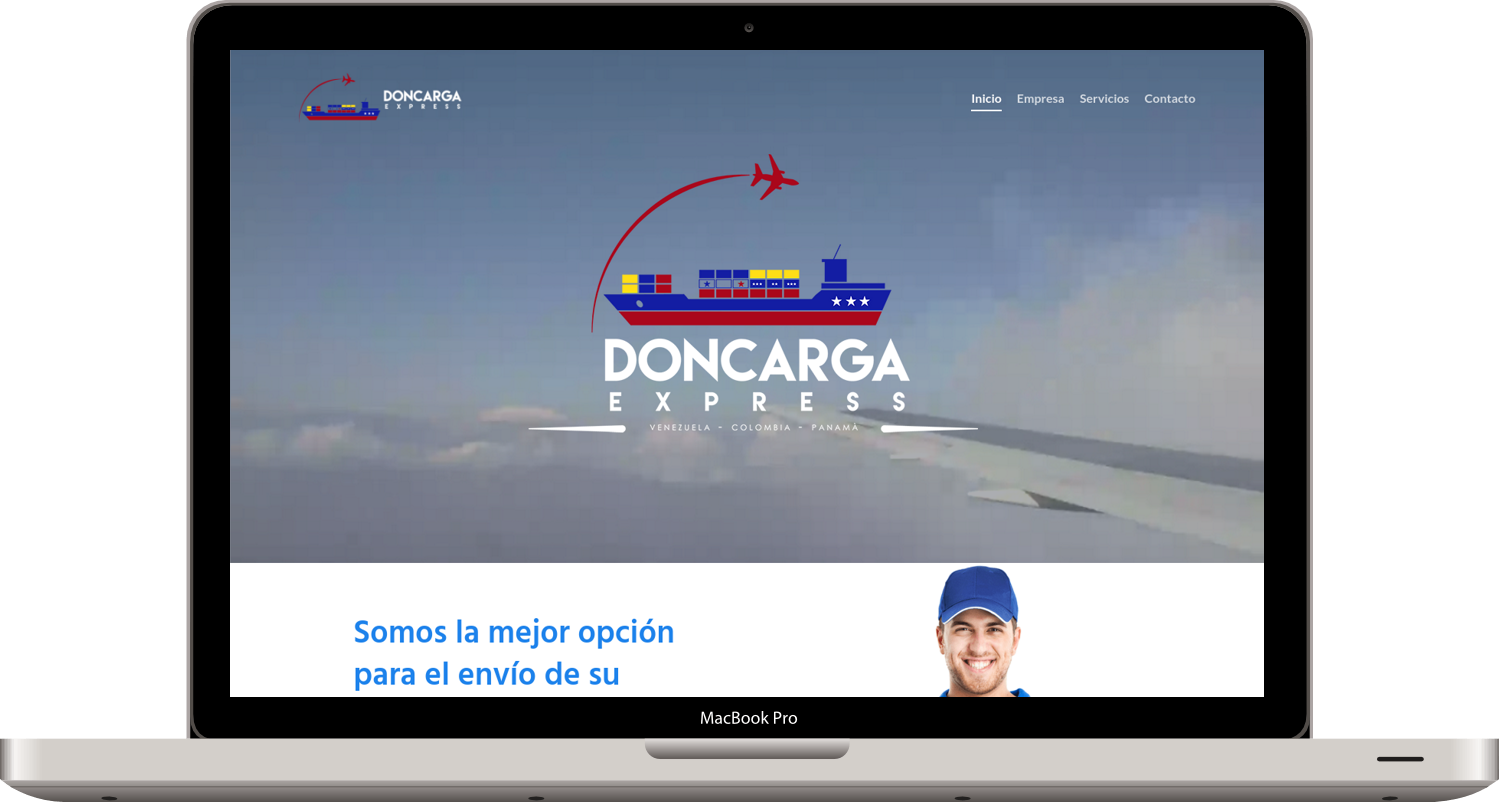 DONCARGA
EXPRESS
Inicio Empresa Servicios Contacto
DONCARGA
EXPRESS
VENEZUELA - COLOMBIA - PANAMÁ
Somos la mejor opción
para el envío de su
MacBook Pro